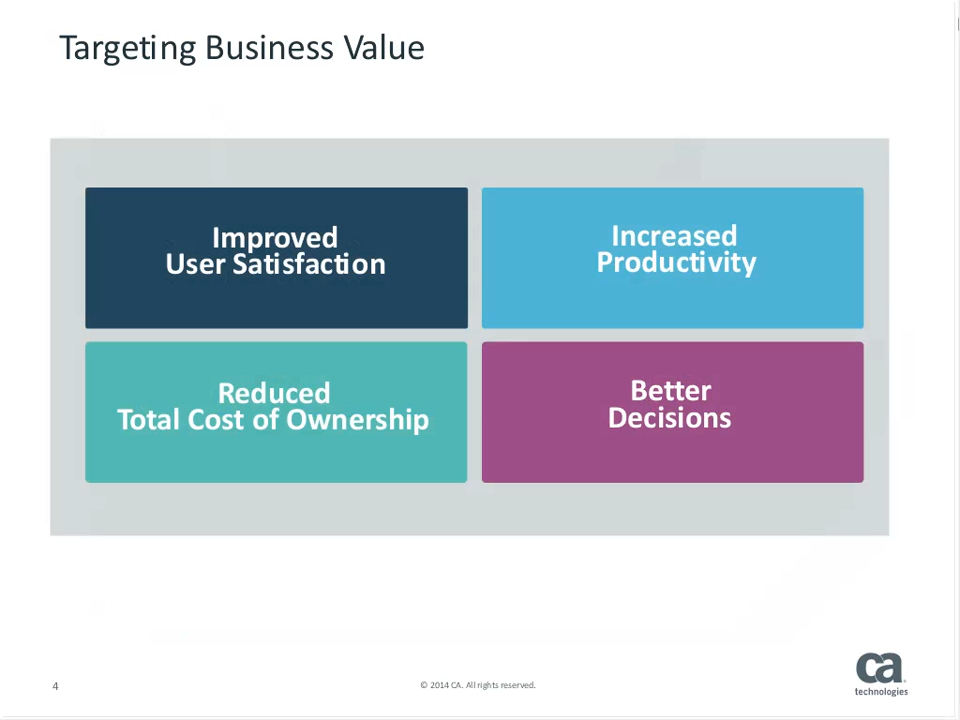 Targeting Business Value
Improved
User Satisfaction
Increased
Productivity
Reduced
Total Cost of Ownership
Better
Decisions
4
© 2014 CA. All rights reserved.
ca
technologies